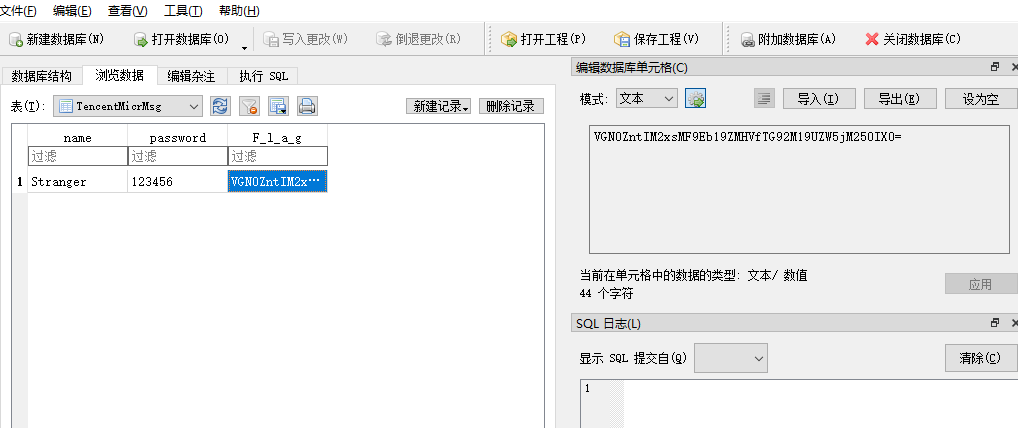 文件(F) 编辑(E) 查看(V) 工具(T) 帮助(H)
新建数据库(N) 打开数据库(O) 写入更改(W) 倒退更改(R) 打开工程(P) 保存工程(V) 附加数据库(A) 关闭数据库(C)
数据库结构 浏览数据 编辑杂注 执行 SQL
表(T): TencentMicrMsg 新建记录 删除记录
name password F_l_a_g
过滤 过滤 过滤
1 Stranger 123456 VGN0ZntIM2x…
编辑数据库单元格(C)
模式: 文本 导入(I) 导出(E) 设为空
VGN0ZntIM2xsMF9Eb19ZMHVfTG92M19UZW5jM250IX0=
当前在单元格中的数据的类型: 文本/ 数值
44 个字符
应用
SQL 日志(L)
显示 SQL 提交自(Q) 清除(C)
1